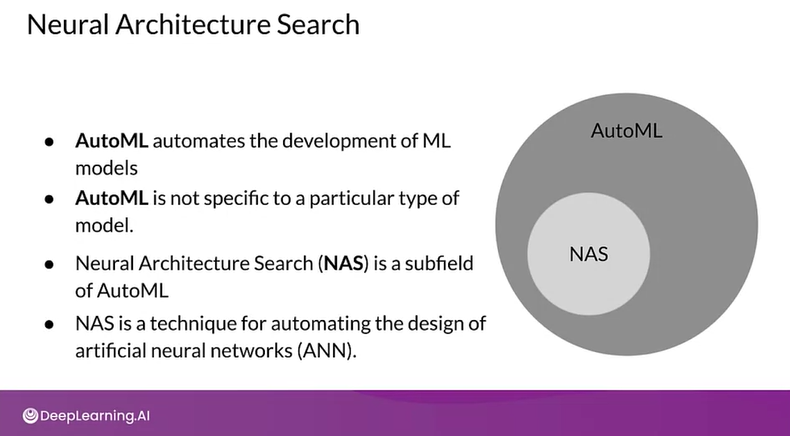 Neural Architecture Search
● AutoML automates the development of ML
models
● AutoML is not specific to a particular type of
model.
● Neural Architecture Search (NAS) is a subfield
of AutoML
● NAS is a technique for automating the design of
artificial neural networks (ANN).
AutoML
NAS
DeepLearning.AI